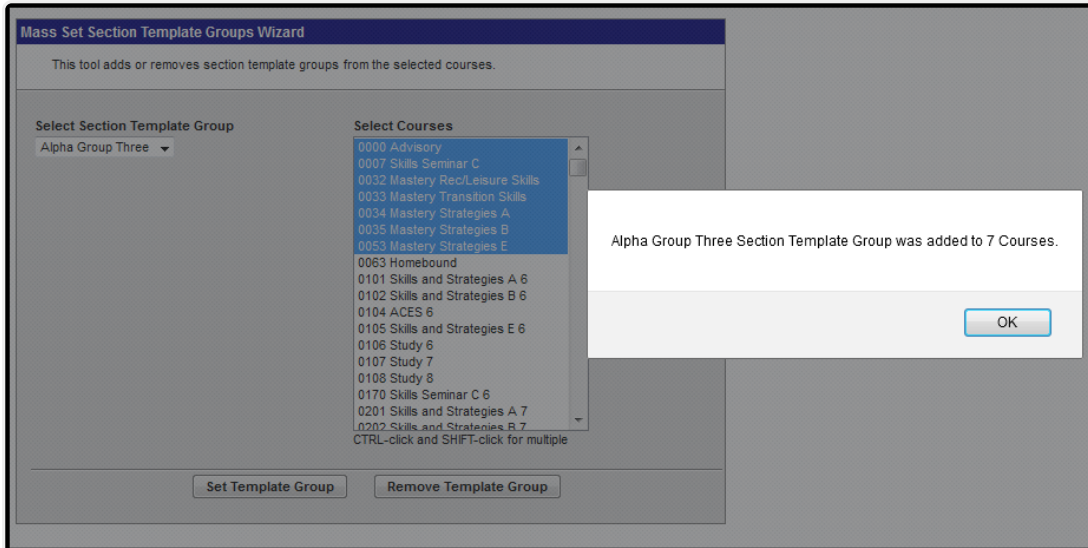 Mass Set Section Template Groups Wizard
This tool adds or removes section template groups from the selected courses.
Select Section Template Group
Alpha Group Three
Select Courses
0000 Advisory
0007 Skills Seminar C
0032 Mastery Rec/Leisure Skills
0033 Mastery Transition Skills
0034 Mastery Strategies A
0035 Mastery Strategies B
0053 Mastery Strategies E
0063 Homebound
0101 Skills and Strategies A 6
0102 Skills and Strategies B 6
0104 ACES 6
0105 Skills and Strategies E 6
0106 Study 6
0107 Study 7
0108 Study 8
0170 Skills Seminar C 6
0201 Skills and Strategies A 7
0202 Skills and Strategies B 7
CTRL-click and SHIFT-click for multiple
Set Template Group
Remove Template Group
Alpha Group Three Section Template Group was added to 7 Courses.
OK